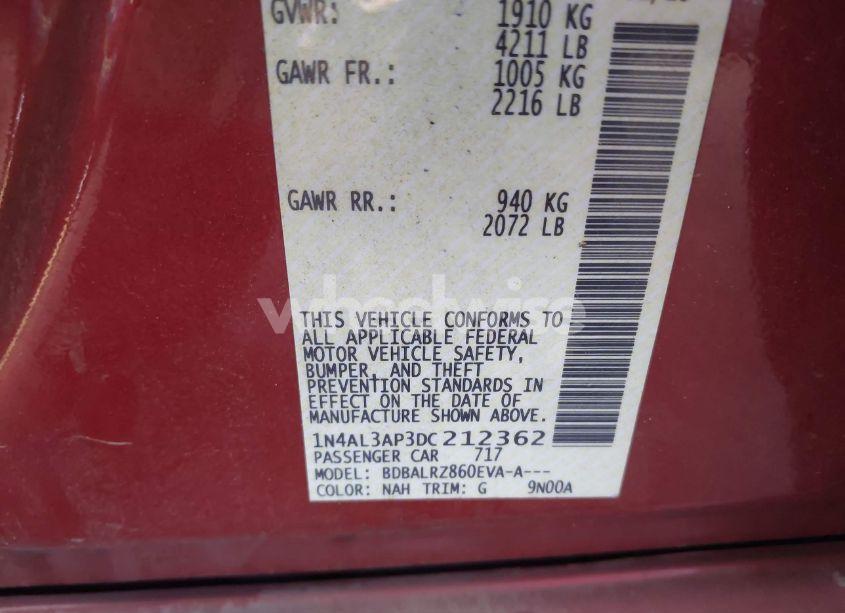 GVWR: 1910 KG
4211 LB
GAWR FR.: 1005 KG
2216 LB
GAWR RR.: 940 KG
2072 LB
wheelwise
THIS VEHICLE CONFORMS TO
ALL APPLICABLE FEDERAL
MOTOR VEHICLE SAFETY,
BUMPER, AND THEFT
PREVENTION STANDARDS IN
EFFECT ON THE DATE OF
MANUFACTURE SHOWN ABOVE.
1N4AL3AP3DC212362
PASSENGER CAR 717
MODEL: BDBALRZ860EVA-A---
COLOR: NAH TRIM: G 9N00A